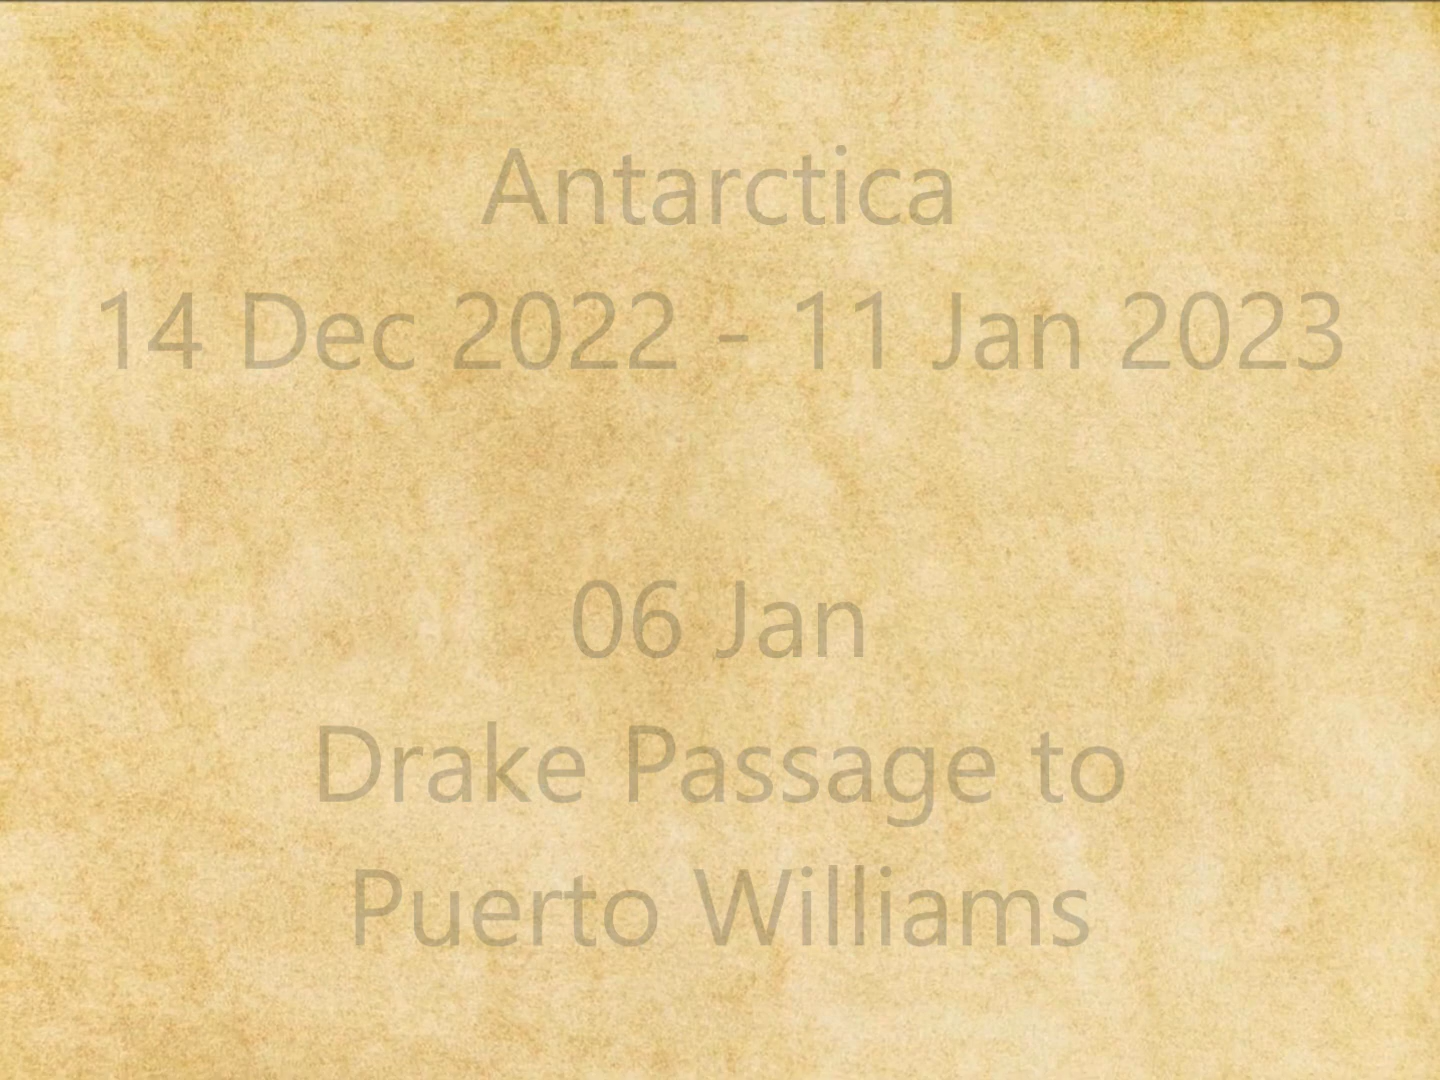 Antarctica
14 Dec 2022 - 11 Jan 2023
06 Jan
Drake Passage to
Puerto Williams